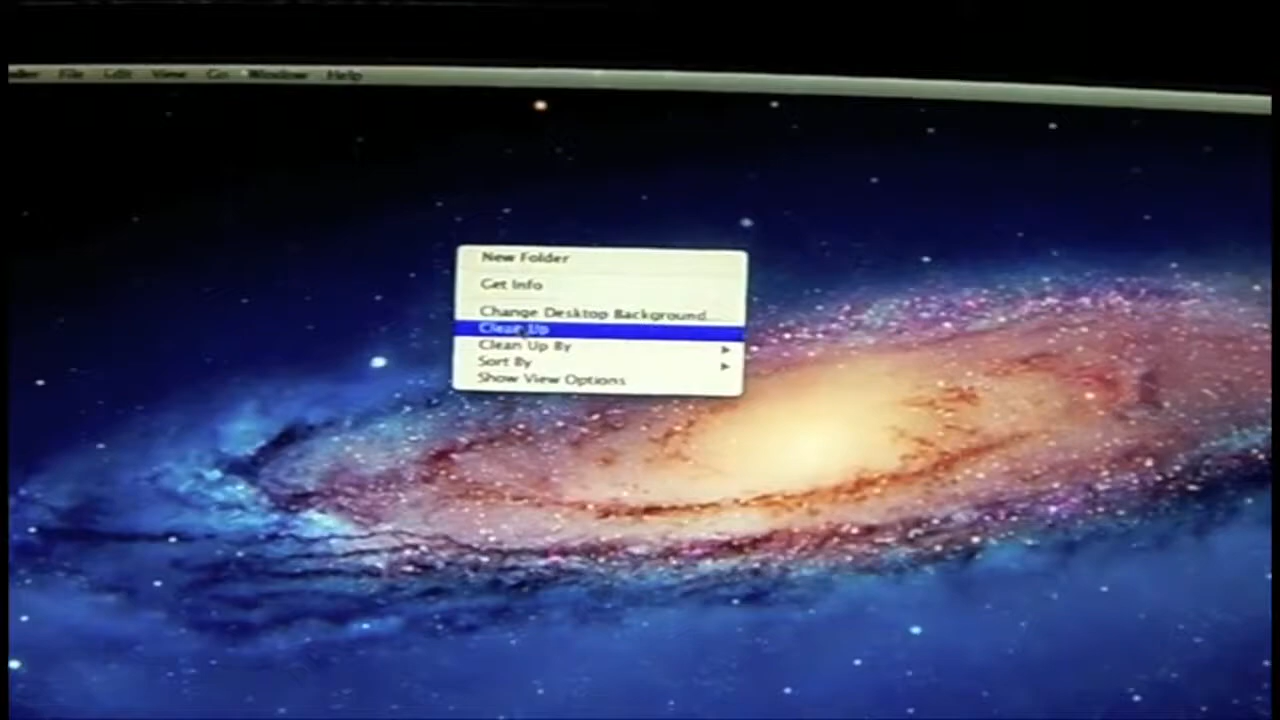 File Edit View Go Window Help
New Folder
Get Info
Change Desktop Background...
Clean Up
Clean Up By
Sort By
Show View Options